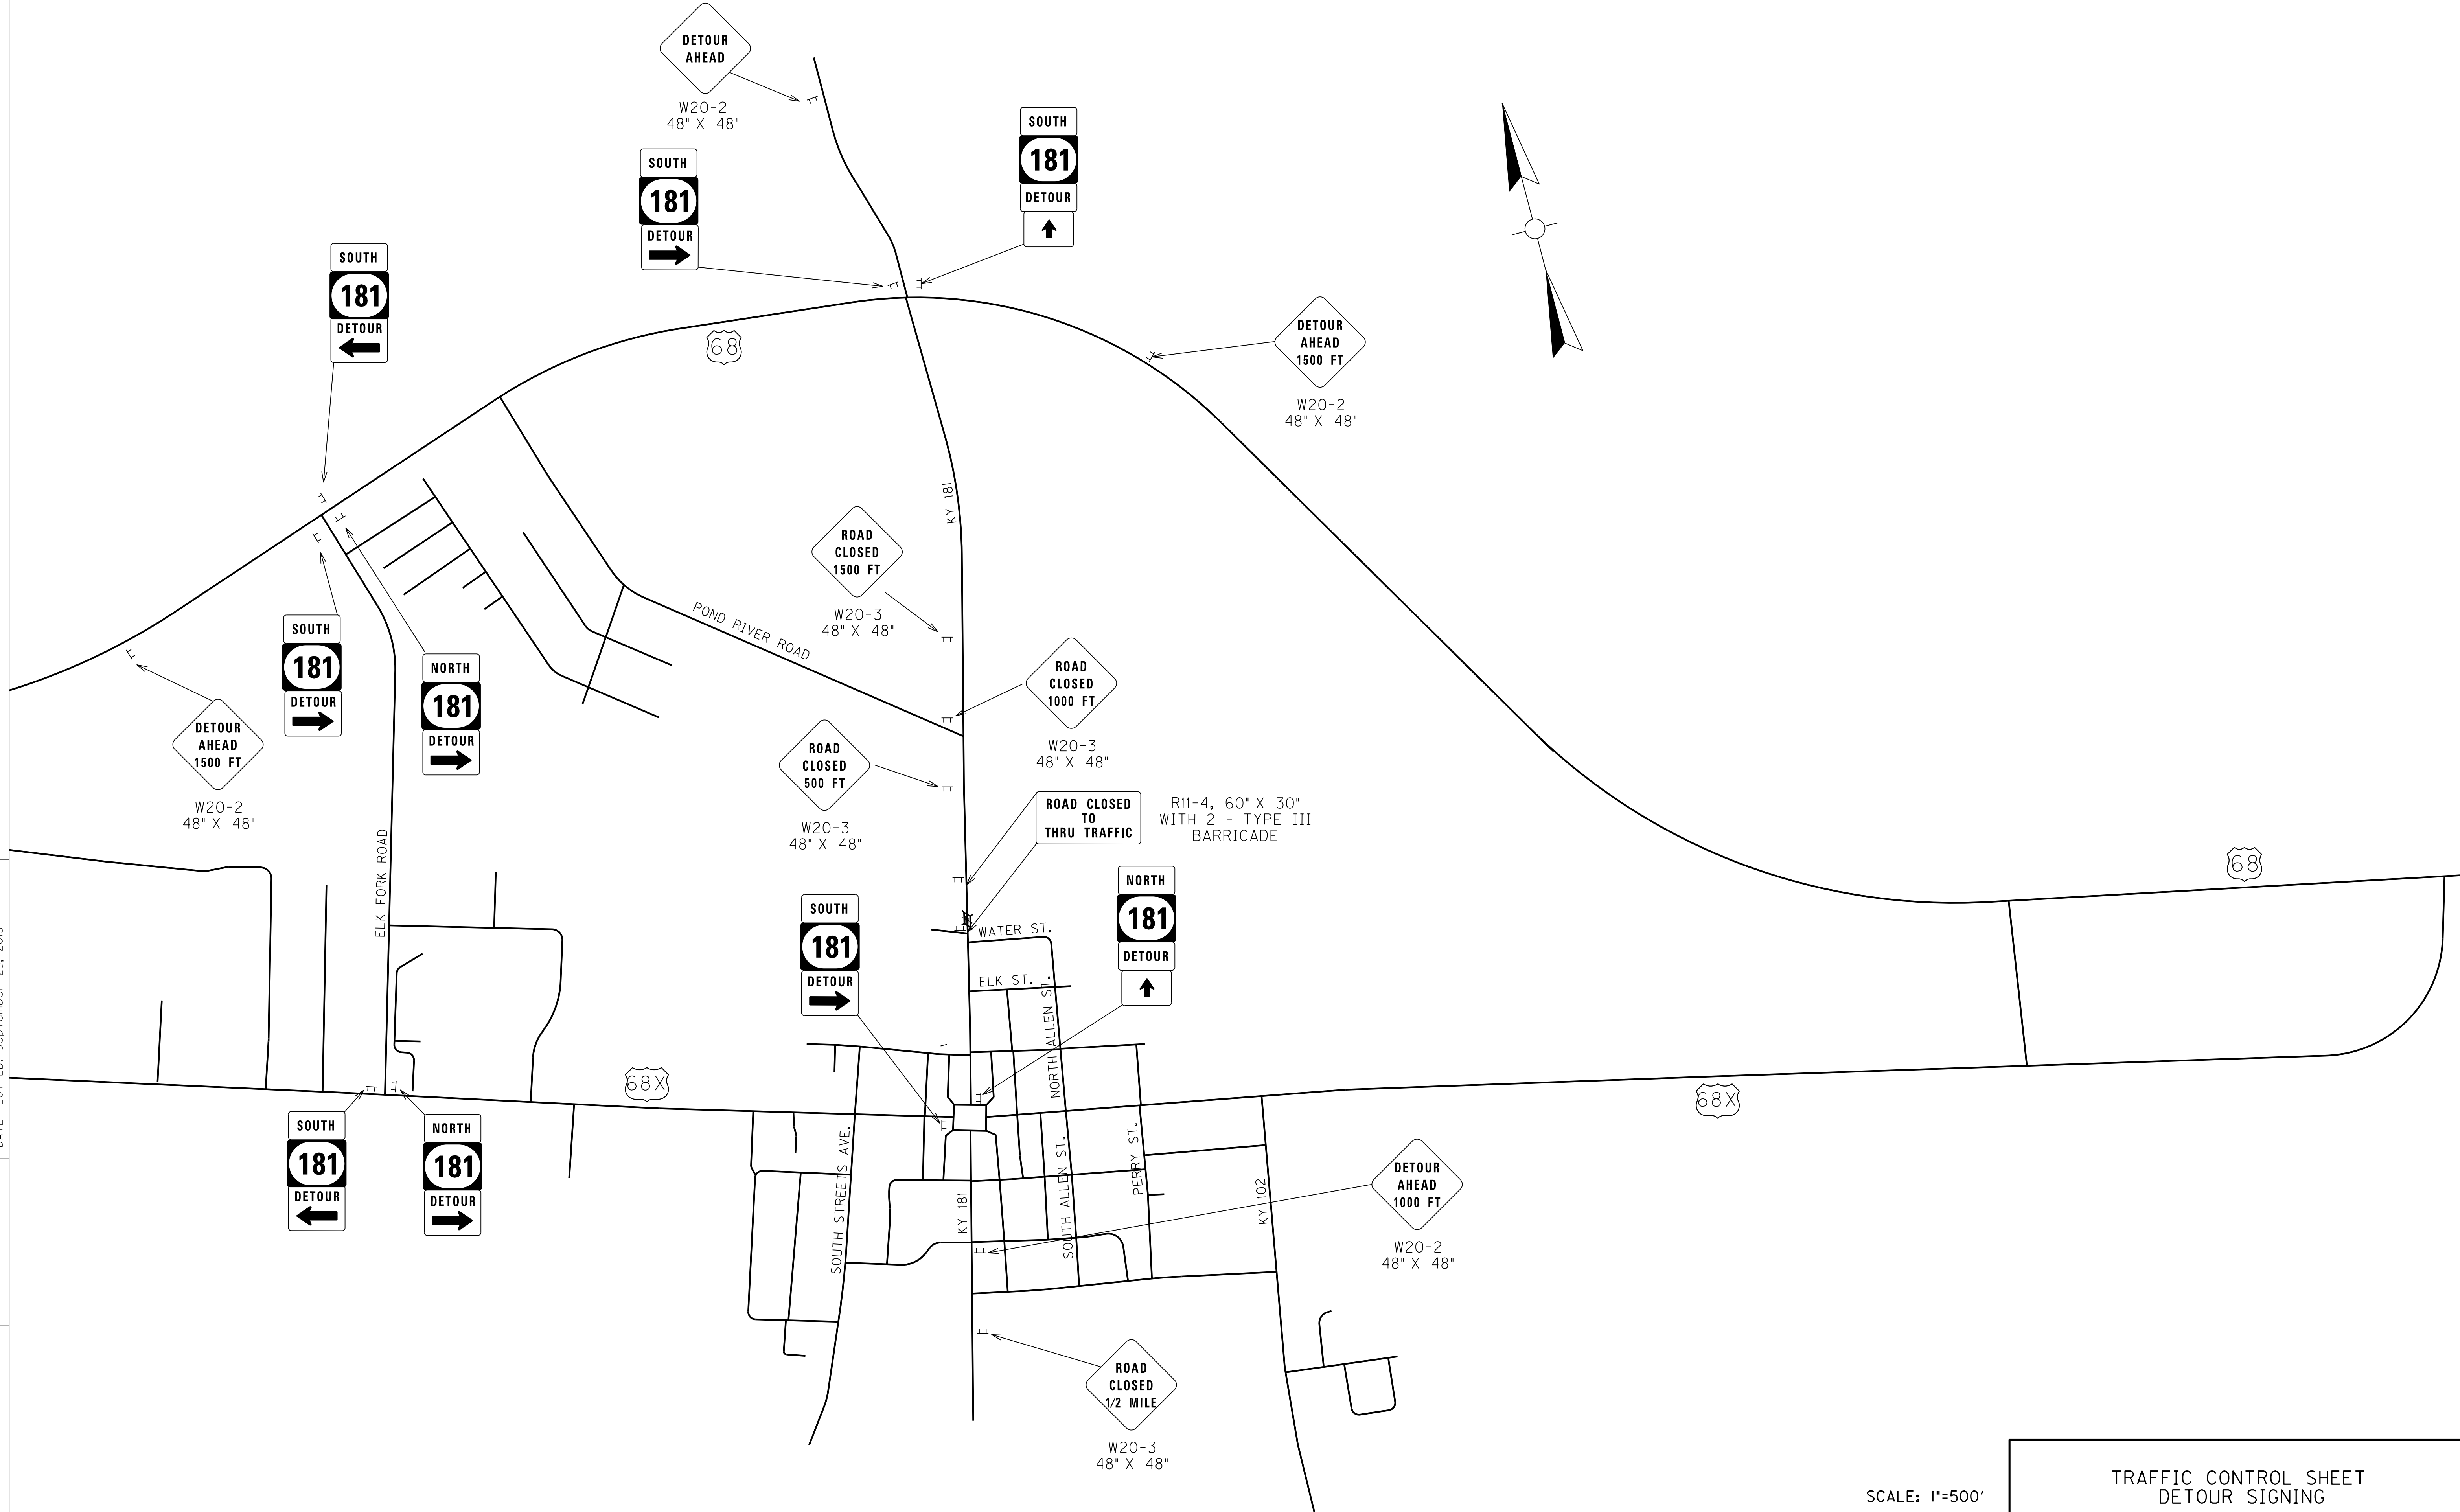 DETOUR
AHEAD
W20-2
48" X 48"
SOUTH
181
DETOUR
SOUTH
181
DETOUR
SOUTH
181
DETOUR
68
DETOUR
AHEAD
1500 FT
W20-2
48" X 48"
KY 181
ROAD
CLOSED
1500 FT
W20-3
48" X 48"
POND RIVER ROAD
SOUTH
181
DETOUR
NORTH
181
DETOUR
DETOUR
AHEAD
1500 FT
W20-2
48" X 48"
ROAD
CLOSED
1000 FT
W20-3
48" X 48"
ROAD
CLOSED
500 FT
W20-3
48" X 48"
ROAD CLOSED
TO
THRU TRAFFIC
R11-4, 60" X 30"
WITH 2 - TYPE III
BARRICADE
ELK FORK ROAD
68
SOUTH
181
DETOUR
NORTH
181
DETOUR
WATER ST.
ELK ST.
NORTH ALLEN ST.
68X
68X
SOUTH
181
DETOUR
NORTH
181
DETOUR
SOUTH STREETS AVE.
KY 181
SOUTH ALLEN ST.
PERRY ST.
KY 102
DETOUR
AHEAD
1000 FT
W20-2
48" X 48"
ROAD
CLOSED
1/2 MILE
W20-3
48" X 48"
SCALE: 1"=500'
TRAFFIC CONTROL SHEET
DETOUR SIGNING